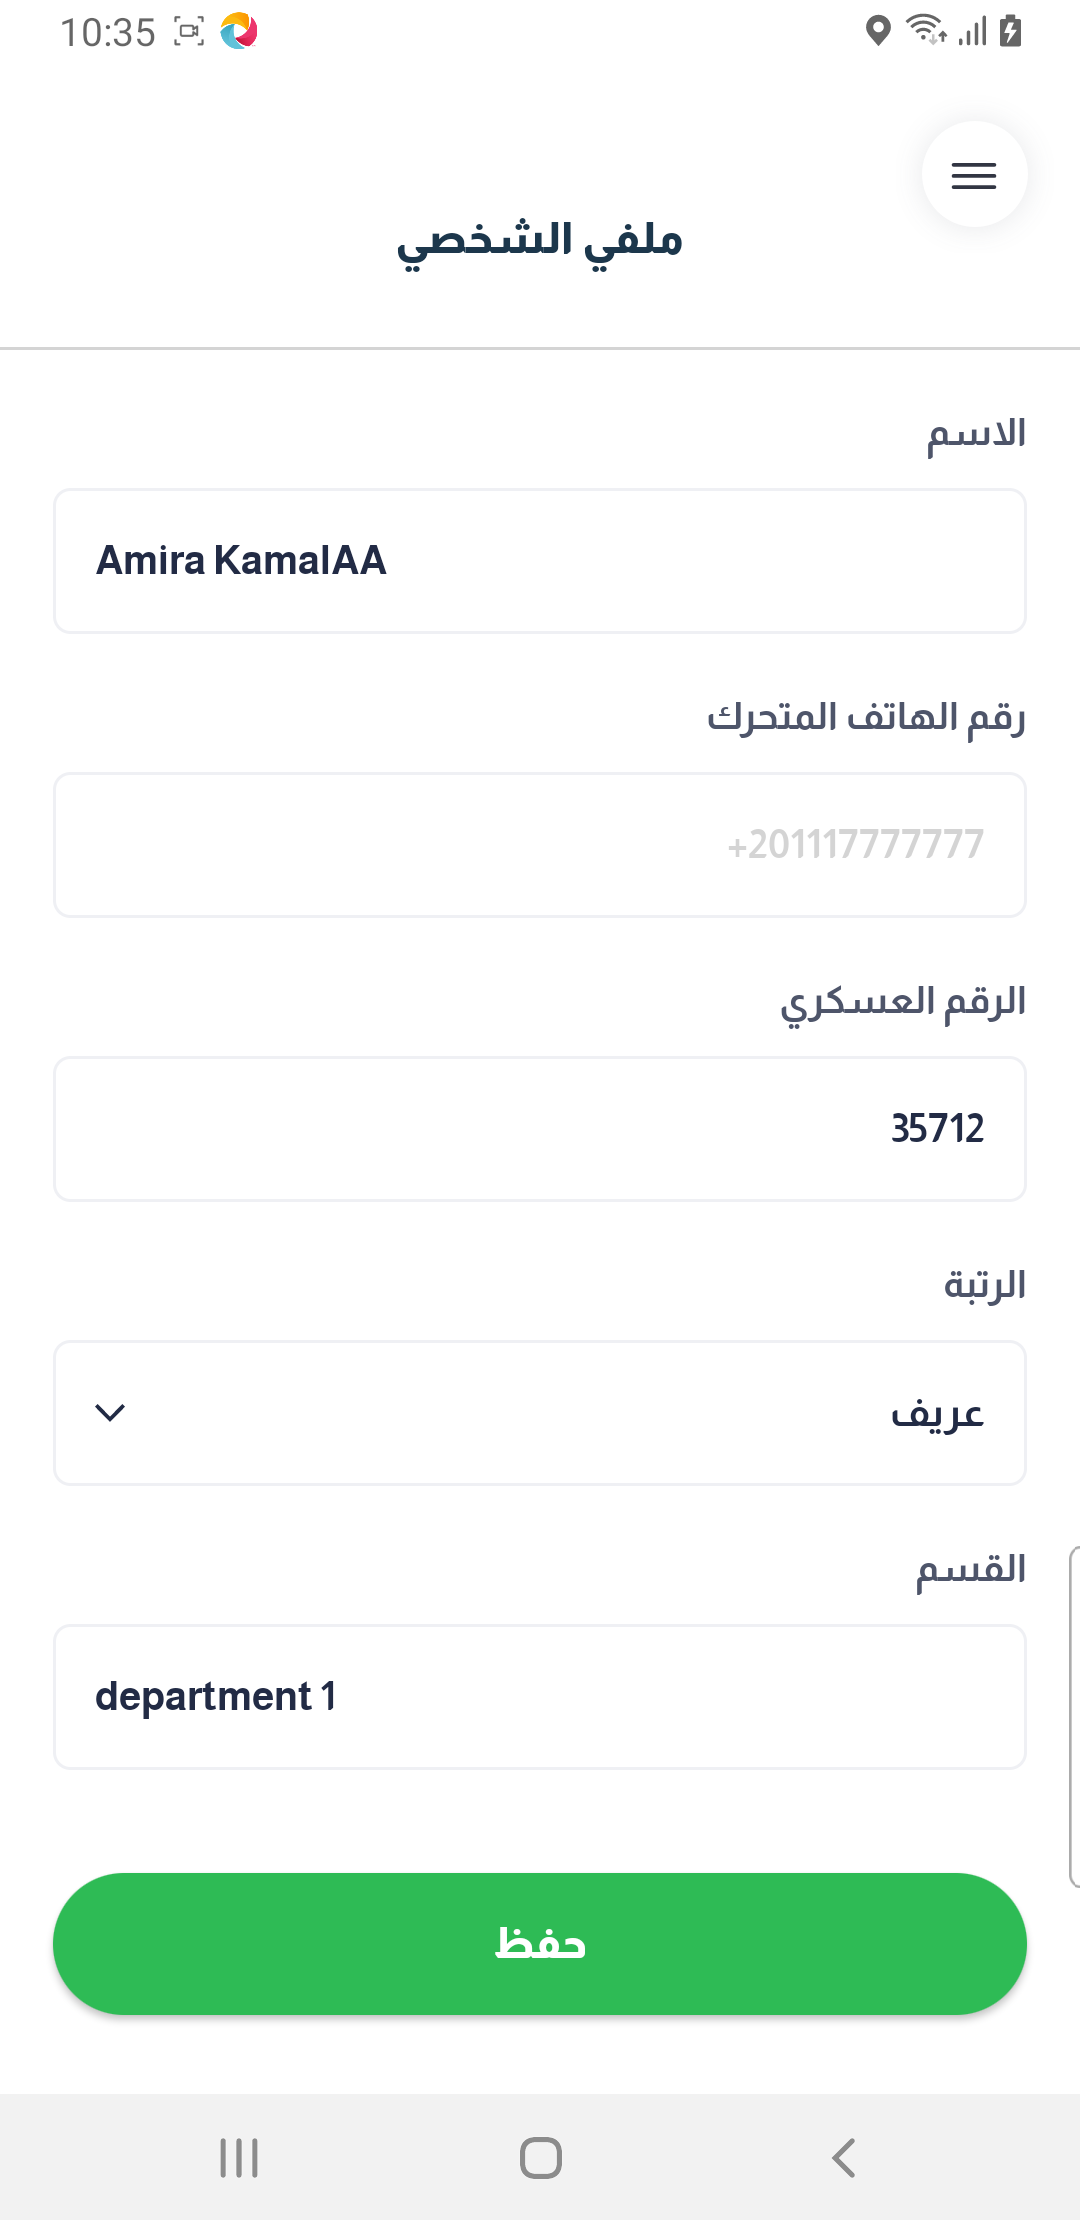 10:35
ملفي الشخصي
الاسم
Amira KamalAA
رقم الهاتف المتحرك
+201117777777
الرقم العسكري
35712
الرتبة
عريف
القسم
department 1
حفظ